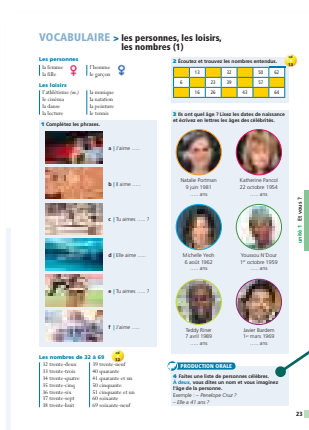 VOCABULAIRE > les personnes, les loisirs,
les nombres (1)
Les personnes
la femme
la fille
l'homme
le garçon
Les loisirs
l'athlétisme (m.)
le cinéma
la danse
la lecture
la musique
la natation
la peinture
le tennis
1 Complétez les phrases.
a | J'aime ......
b | Il aime ......
c | Tu aimes ...... ?
d | Elle aime ......
e | Tu aimes ...... ?
f | J'aime ......
Les nombres de 32 à 69
32 trente-deux
33 trente-trois
34 trente-quatre
35 trente-cinq
36 trente-six
37 trente-sept
38 trente-huit
39 trente-neuf
40 quarante
41 quarante et un
50 cinquante
51 cinquante et un
60 soixante
69 soixante-neuf
2 Écoutez et trouvez les nombres entendus.
13 32 50 62
6 23 39 57
16 26 43 64
3 Ils ont quel âge ? Lisez les dates de naissance
et écrivez en lettres les âges des célébrités.
Natalie Portman
9 juin 1981
...... ans
Katherine Pancol
22 octobre 1954
...... ans
Michelle Yeoh
6 août 1962
...... ans
Youssou N'Dour
1er octobre 1959
...... ans
Teddy Riner
7 avril 1989
...... ans
Javier Bardem
1er mars 1969
...... ans
PRODUCTION ORALE
4 Faites une liste de personnes célèbres.
À deux, vous dites un nom et vous imaginez
l'âge de la personne.
Exemple : – Penélope Cruz ?
– Elle a 41 ans ?
unité 1 Et vous ?
23